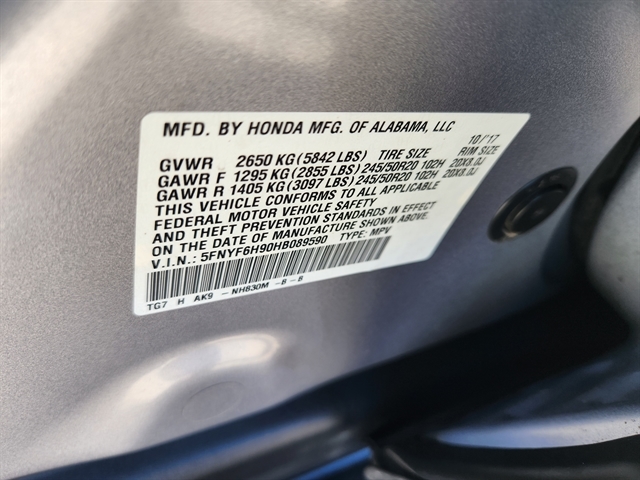 MFD. BY HONDA MFG. OF ALABAMA, LLC 10/'17
GVWR 2650 KG (5842 LBS) TIRE SIZE RIM SIZE
GAWR F 1295 KG (2855 LBS) 245/50R20 102H 20X8.0J
GAWR R 1405 KG (3097 LBS) 245/50R20 102H 20X8.0J
THIS VEHICLE CONFORMS TO ALL APPLICABLE
FEDERAL MOTOR VEHICLE SAFETY
AND THEFT PREVENTION STANDARDS IN EFFECT
ON THE DATE OF MANUFACTURE SHOWN ABOVE.
V.I.N.: 5FNYF6H90HB089590 TYPE: MPV
TG7 H AK9 - NH830M -B-B